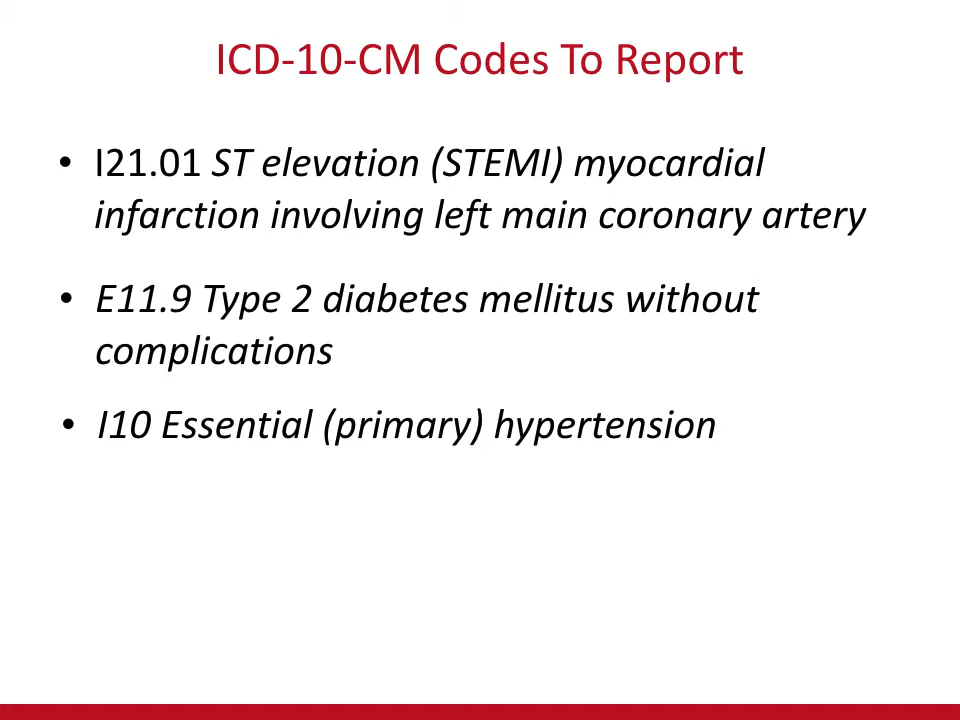 ICD-10-CM Codes To Report
• I21.01 ST elevation (STEMI) myocardial
infarction involving left main coronary artery
• E11.9 Type 2 diabetes mellitus without
complications
• I10 Essential (primary) hypertension